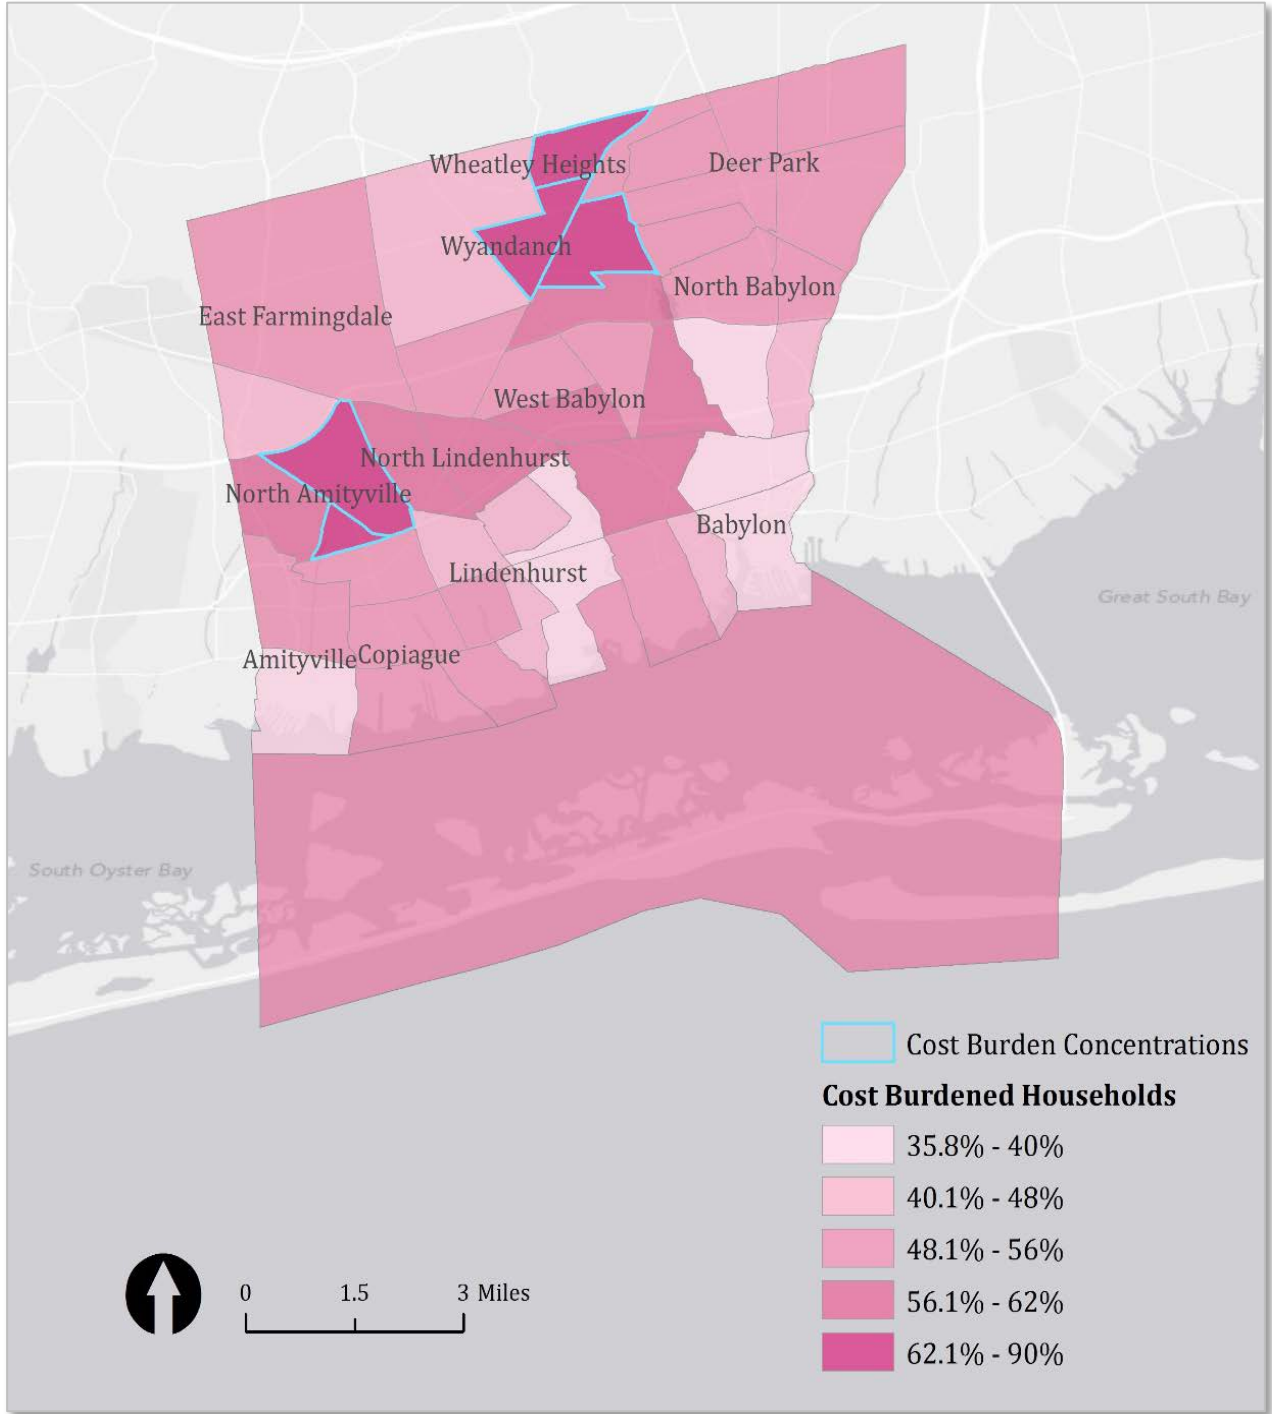 Wheatley Heights
Deer Park
Wyandanch
North Babylon
East Farmingdale
West Babylon
North Lindenhurst
North Amityville
Babylon
Lindenhurst
Great South Bay
Amityville
Copiague
South Oyster Bay
Cost Burden Concentrations
Cost Burdened Households
35.8% - 40%
40.1% - 48%
48.1% - 56%
56.1% - 62%
62.1% - 90%
0 1.5 3 Miles